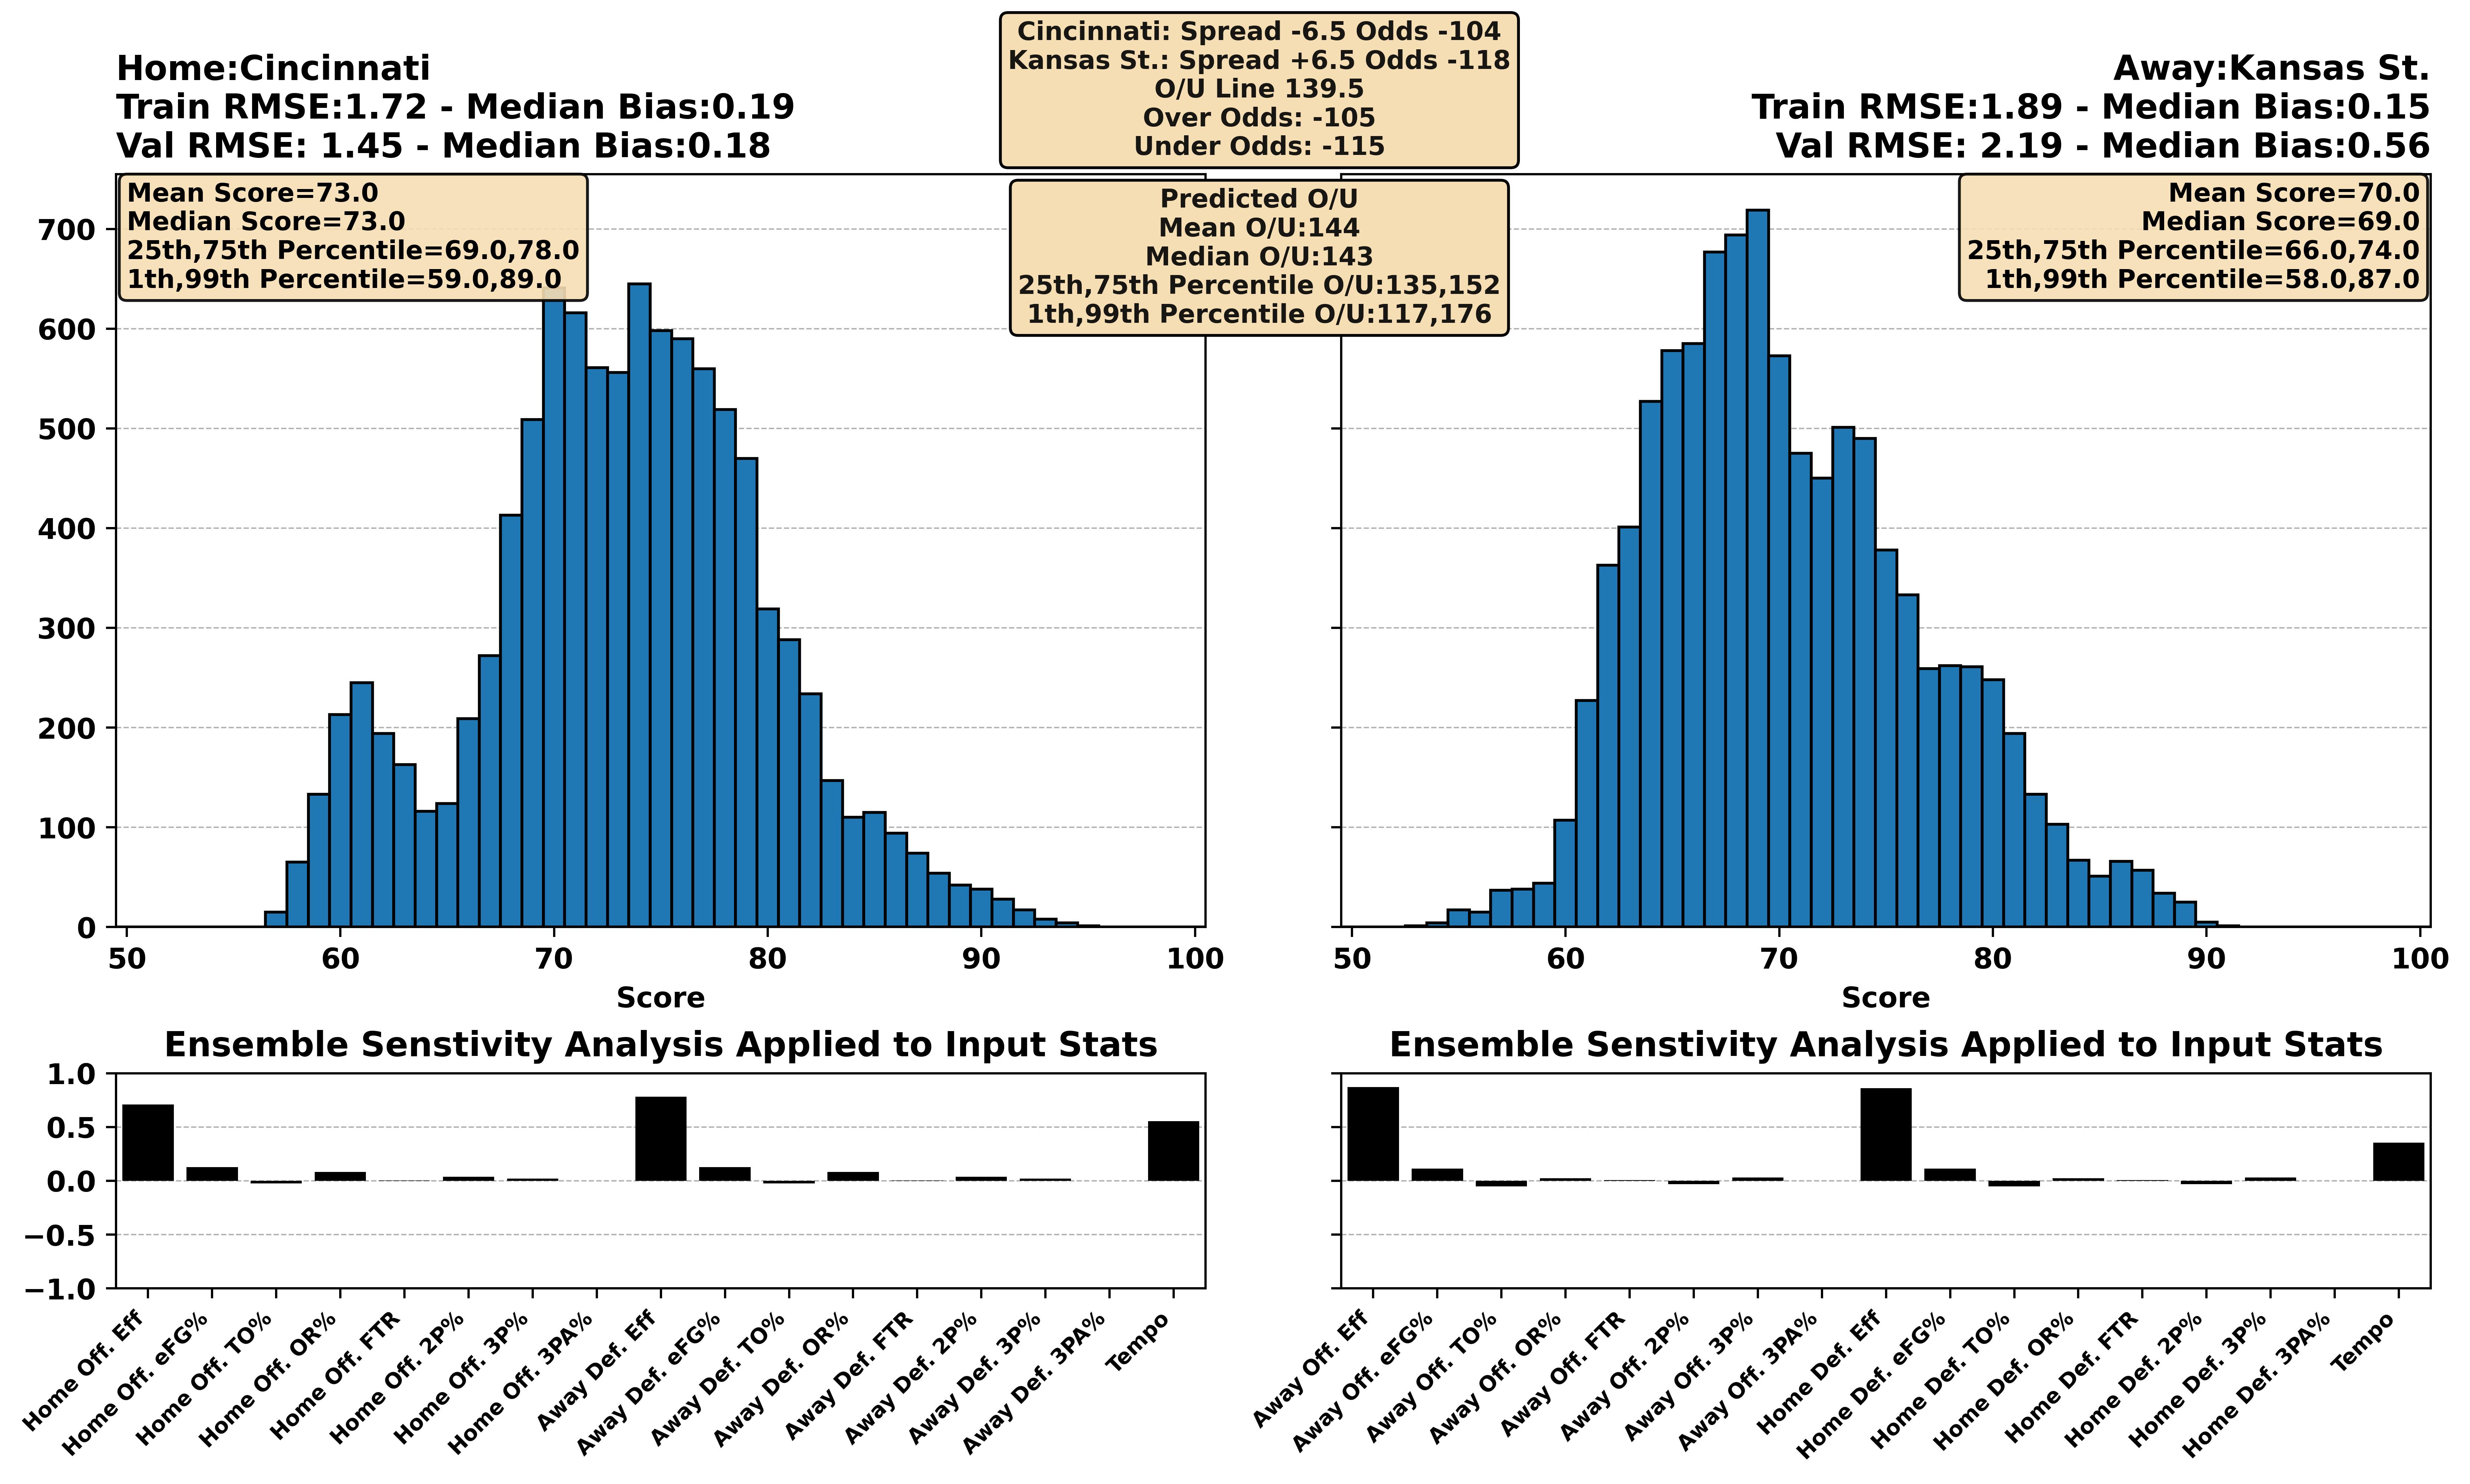 Cincinnati: Spread -6.5 Odds -104
Kansas St.: Spread +6.5 Odds -118
O/U Line 139.5
Over Odds: -105
Under Odds: -115
Home:Cincinnati
Train RMSE:1.72 - Median Bias:0.19
Val RMSE: 1.45 - Median Bias:0.18
Away:Kansas St.
Train RMSE:1.89 - Median Bias:0.15
Val RMSE: 2.19 - Median Bias:0.56
Mean Score=73.0
Median Score=73.0
25th,75th Percentile=69.0,78.0
1th,99th Percentile=59.0,89.0
Predicted O/U
Mean O/U:144
Median O/U:143
25th,75th Percentile O/U:135,152
1th,99th Percentile O/U:117,176
Mean Score=70.0
Median Score=69.0
25th,75th Percentile=66.0,74.0
1th,99th Percentile=58.0,87.0
700
600
500
400
300
200
100
0
50 60 70 80 90 100
Score
50 60 70 80 90 100
Score
Ensemble Senstivity Analysis Applied to Input Stats
1.0
0.5
0.0
−0.5
−1.0
Home Off. Eff
Home Off. eFG%
Home Off. TO%
Home Off. OR%
Home Off. FTR
Home Off. 2P%
Home Off. 3P%
Home Off. 3PA%
Away Def. Eff
Away Def. eFG%
Away Def. TO%
Away Def. OR%
Away Def. FTR
Away Def. 2P%
Away Def. 3P%
Away Def. 3PA%
Tempo
Ensemble Senstivity Analysis Applied to Input Stats
Away Off. Eff
Away Off. eFG%
Away Off. TO%
Away Off. OR%
Away Off. FTR
Away Off. 2P%
Away Off. 3P%
Away Off. 3PA%
Home Def. Eff
Home Def. eFG%
Home Def. TO%
Home Def. OR%
Home Def. FTR
Home Def. 2P%
Home Def. 3P%
Home Def. 3PA%
Tempo